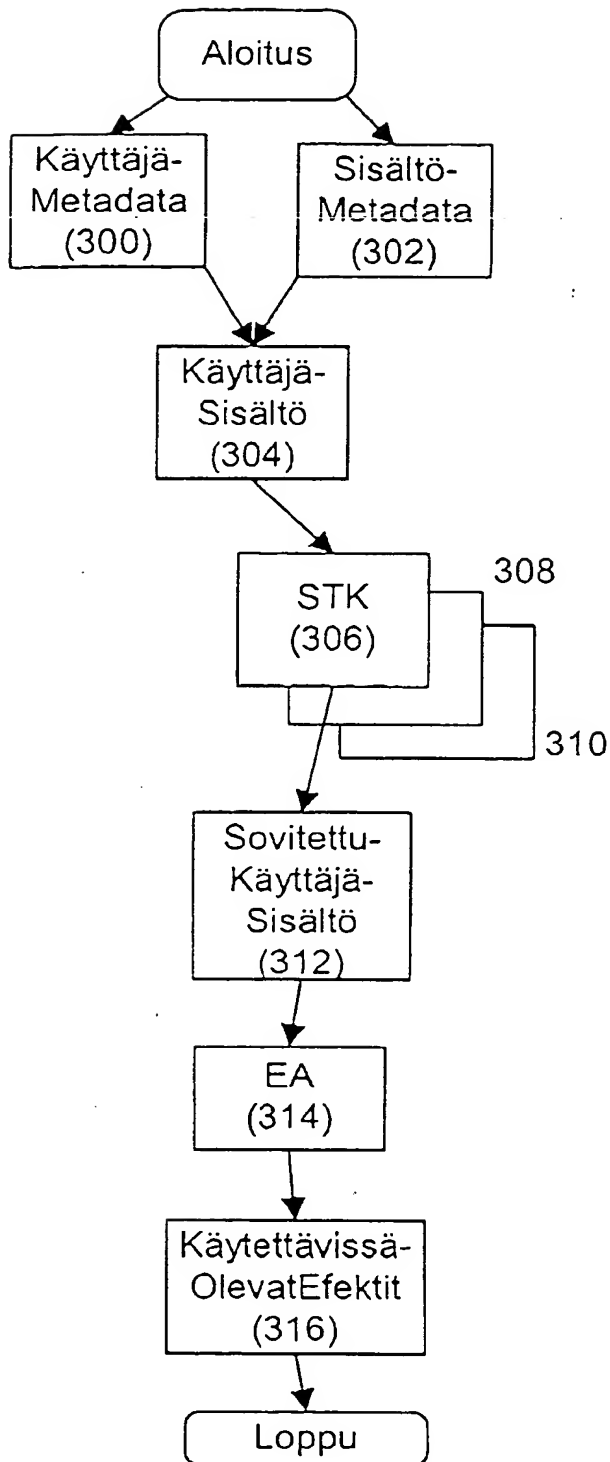 Aloitus
Käyttäjä-
Metadata
(300)
Sisältö-
Metadata
(302)
Käyttäjä-
Sisältö
(304)
308
STK
(306)
310
Sovitettu-
Käyttäjä-
Sisältö
(312)
EA
(314)
Käytettävissä-
OlevatEfektit
(316)
Loppu